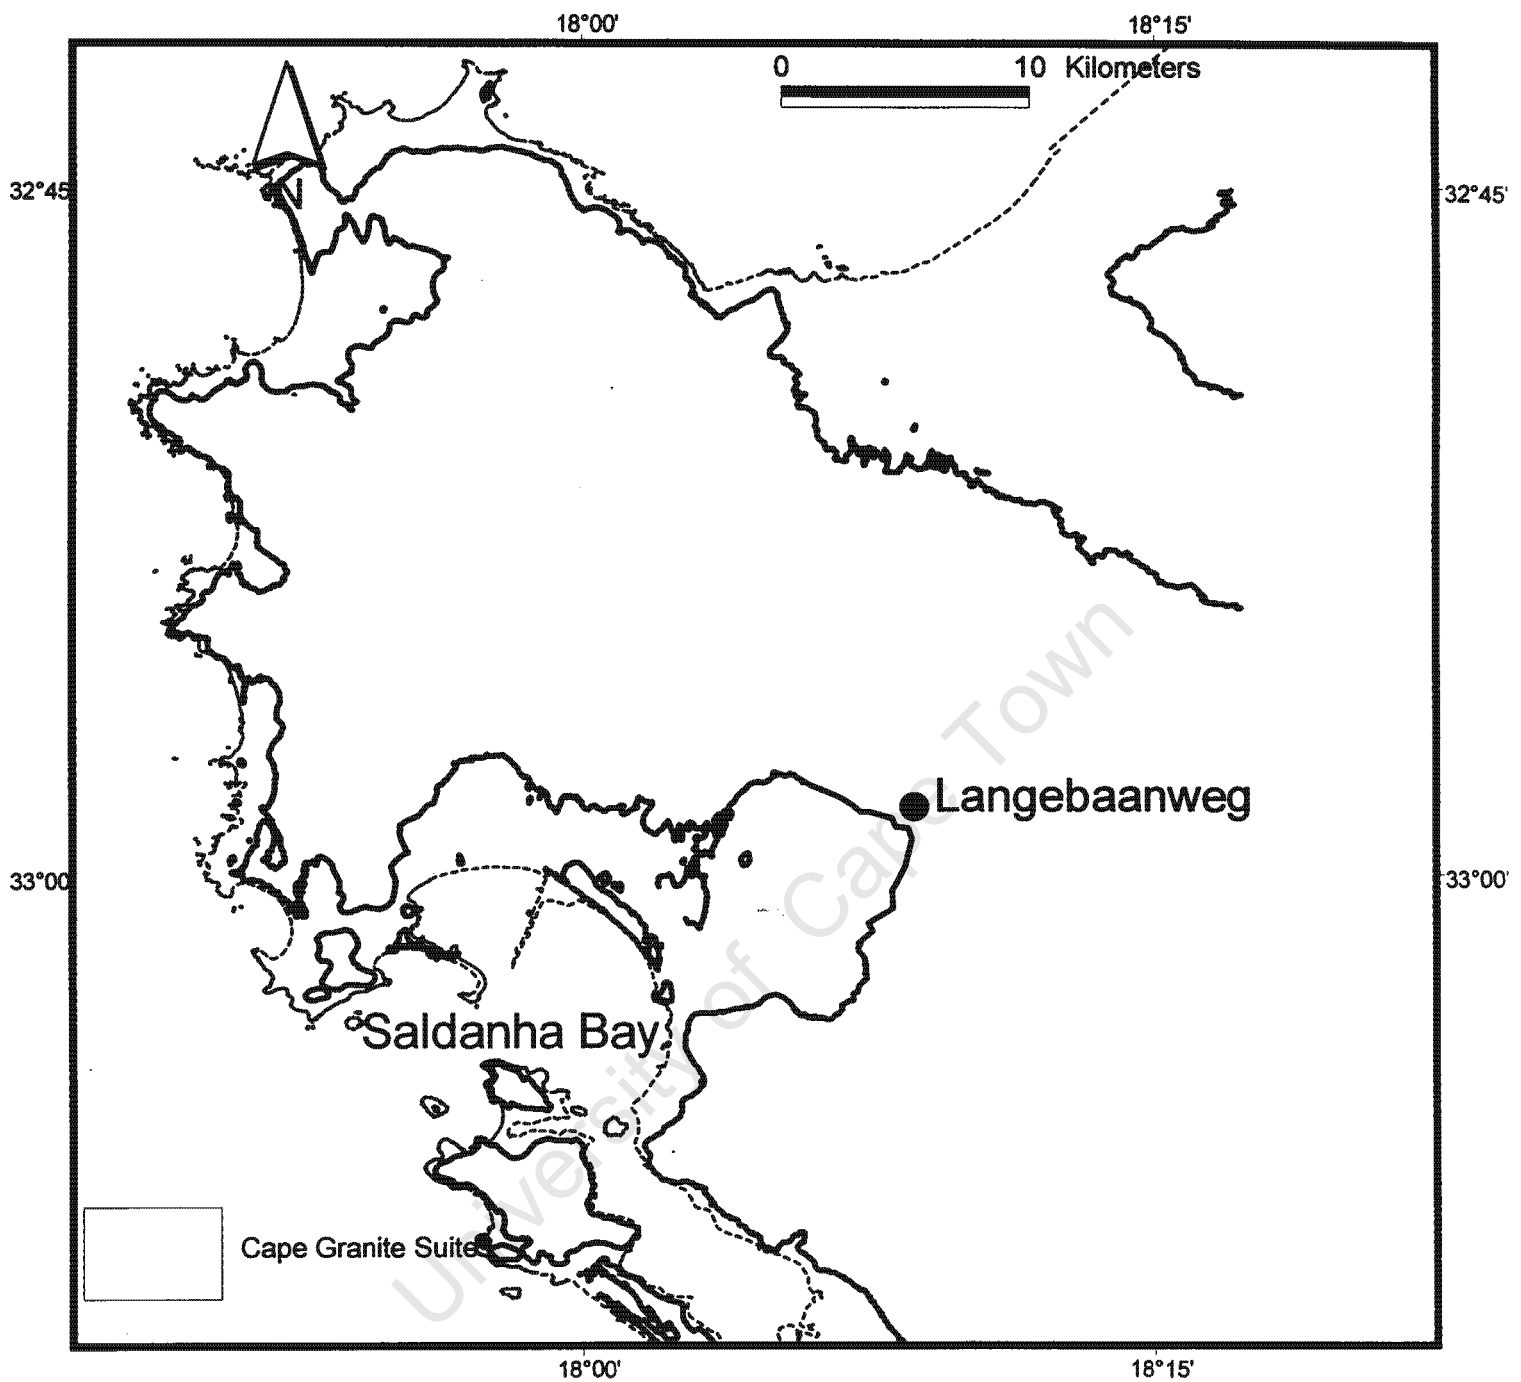 18°00' 18°15'
0 10 Kilometers
N
32°45' 32°45'
Langebaanweg
33°00' 33°00'
Saldanha Bay
Cape Granite Suite
University of Cape Town
18°00' 18°15'